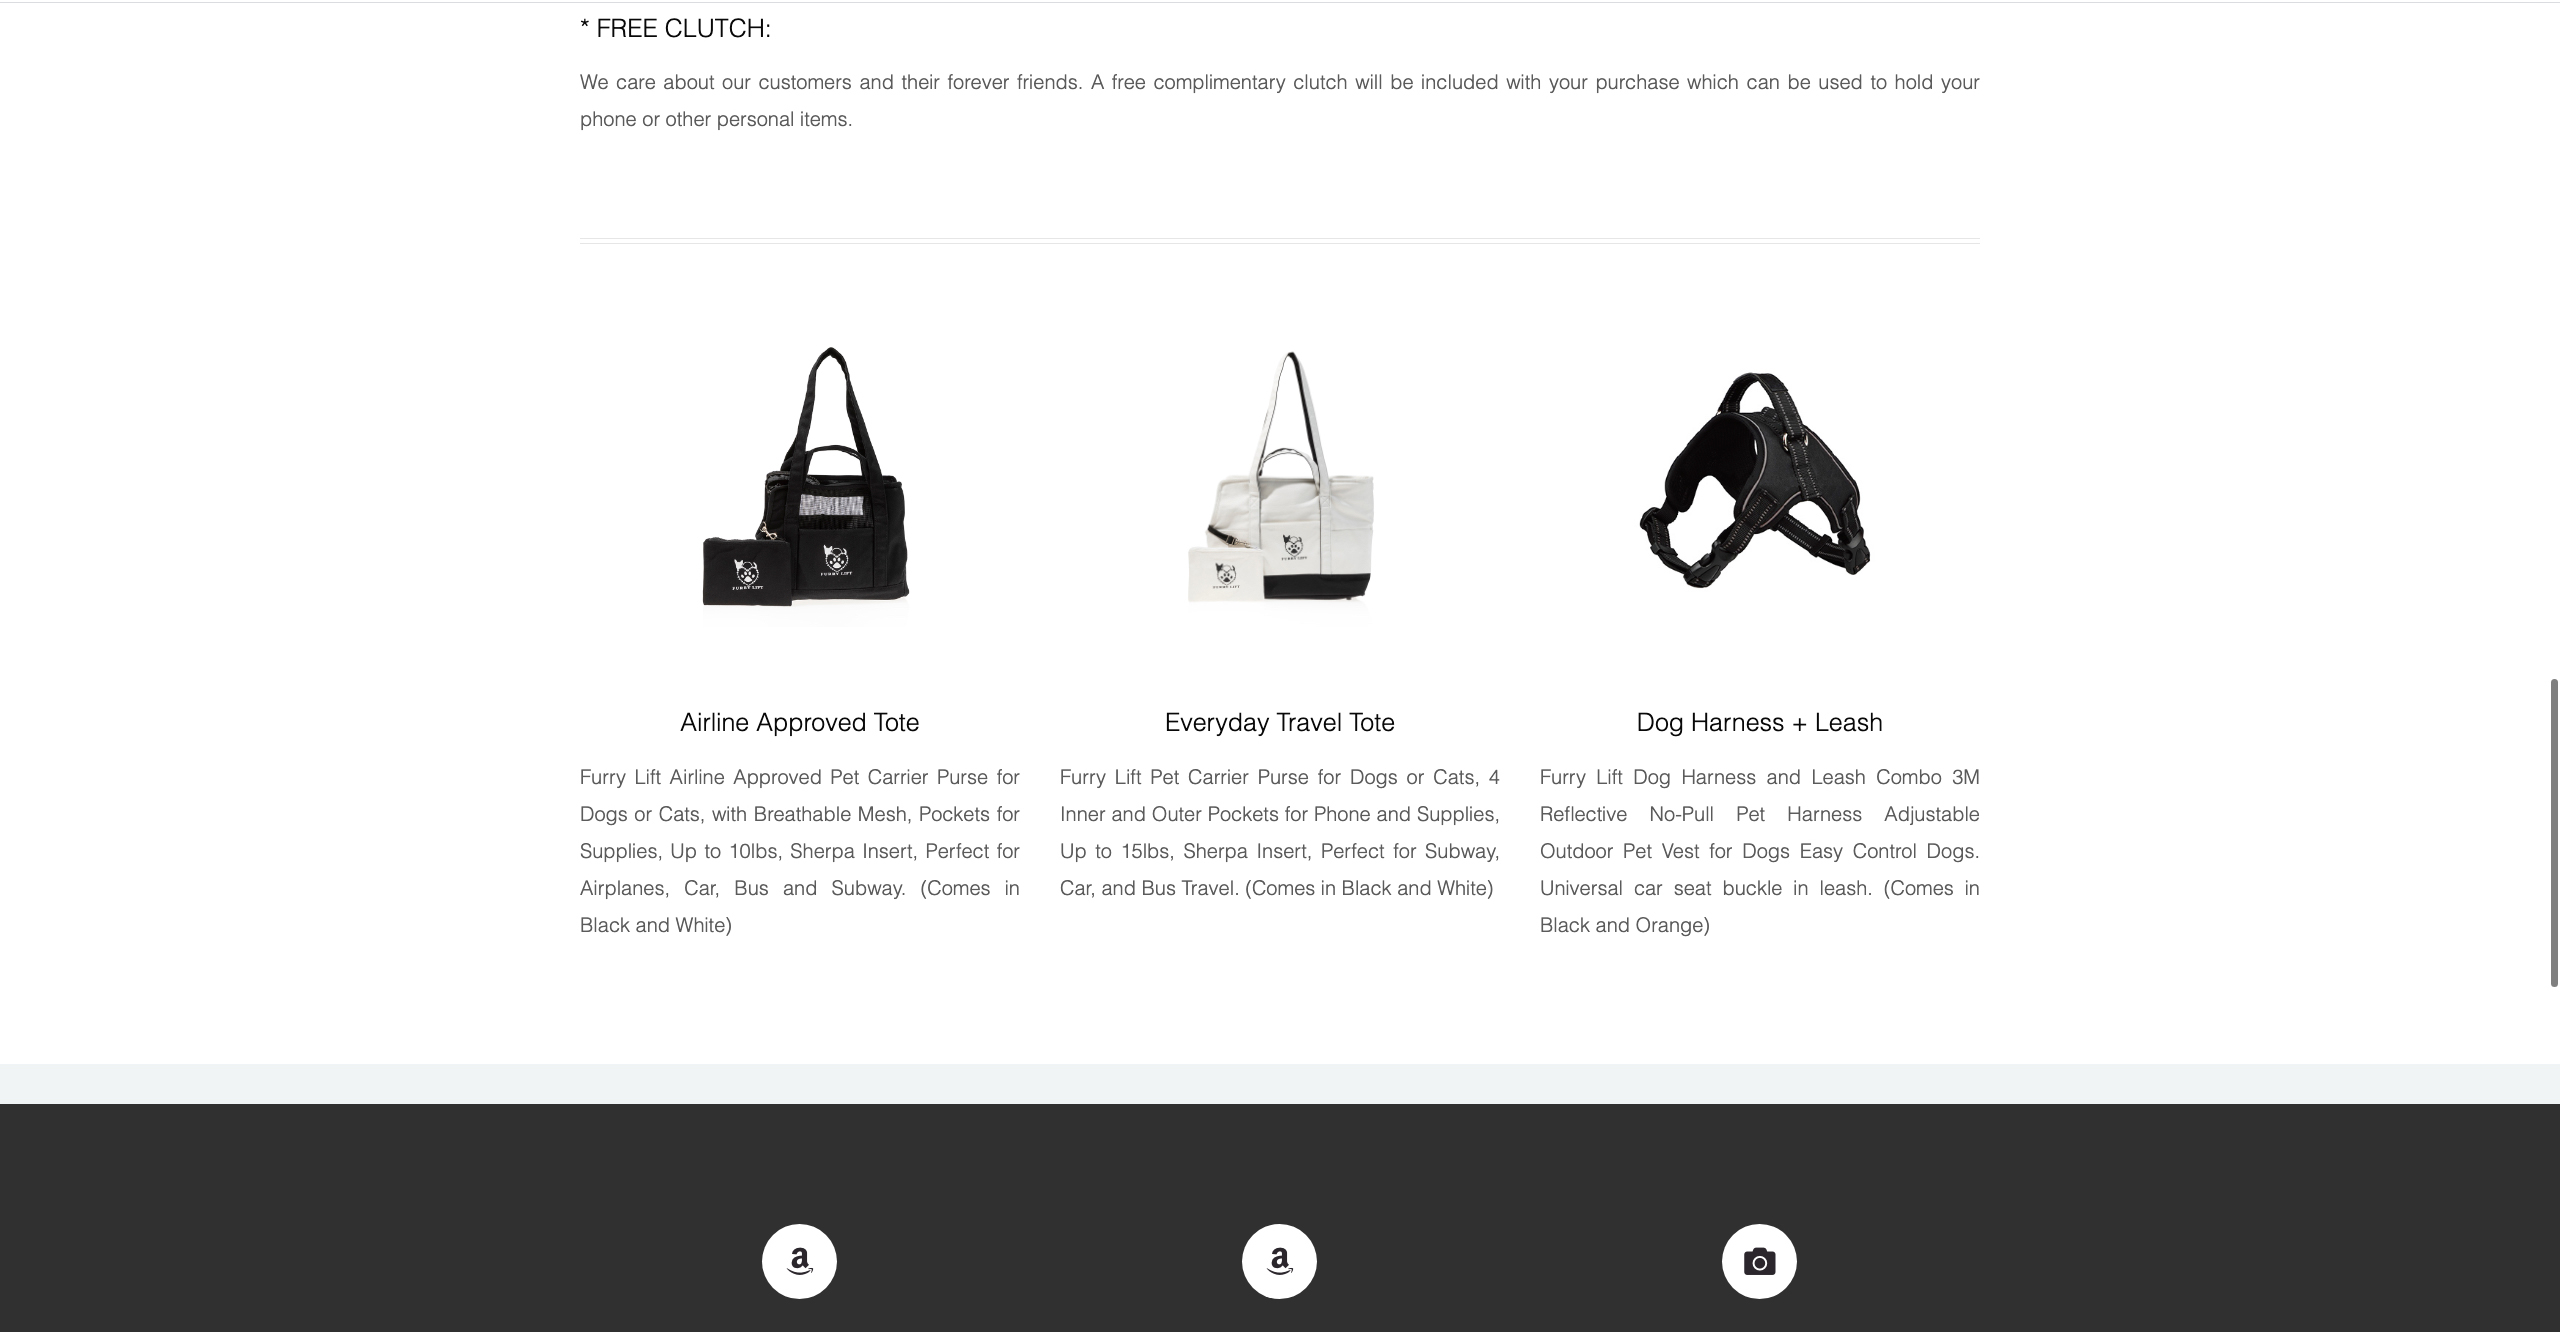 * FREE CLUTCH:
We care about our customers and their forever friends. A free complimentary clutch will be included with your purchase which can be used to hold your
phone or other personal items.
FURRY LIFT
FURRY LIFT
FURRY LIFT
FURRY LIFT
Airline Approved Tote
Furry Lift Airline Approved Pet Carrier Purse for
Dogs or Cats, with Breathable Mesh, Pockets for
Supplies, Up to 10lbs, Sherpa Insert, Perfect for
Airplanes, Car, Bus and Subway. (Comes in
Black and White)
Everyday Travel Tote
Furry Lift Pet Carrier Purse for Dogs or Cats, 4
Inner and Outer Pockets for Phone and Supplies,
Up to 15lbs, Sherpa Insert, Perfect for Subway,
Car, and Bus Travel. (Comes in Black and White)
Dog Harness + Leash
Furry Lift Dog Harness and Leash Combo 3M
Reflective No-Pull Pet Harness Adjustable
Outdoor Pet Vest for Dogs Easy Control Dogs.
Universal car seat buckle in leash. (Comes in
Black and Orange)